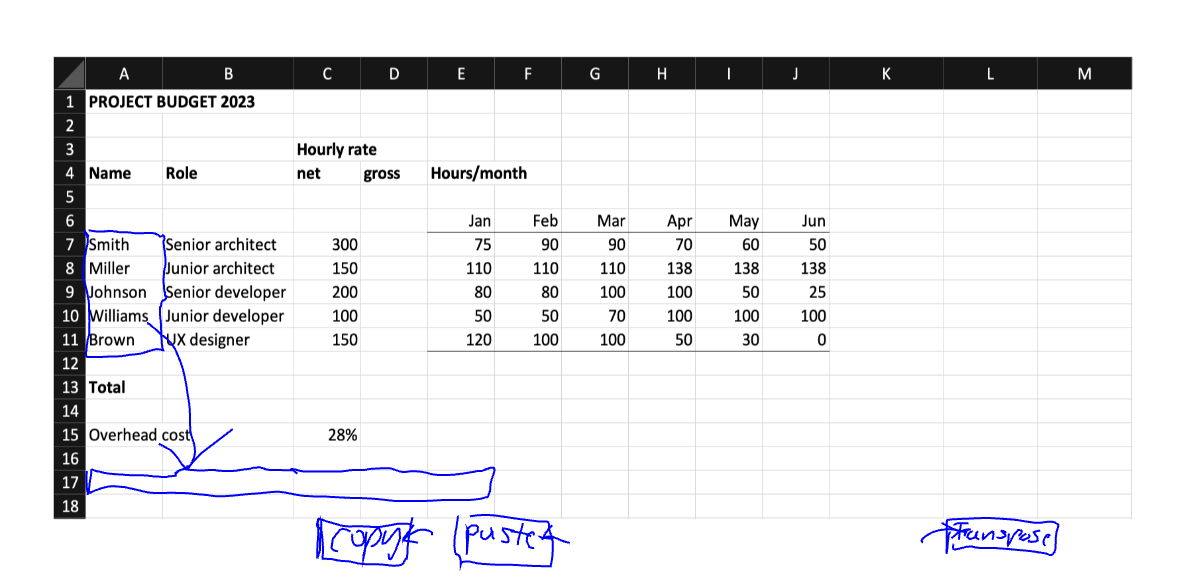 A B C D E F G H I J K L M
1 PROJECT BUDGET 2023
2
3 Hourly rate
4 Name Role net gross Hours/month
5
6 Jan Feb Mar Apr May Jun
7 Smith Senior architect 300 75 90 90 70 60 50
8 Miller Junior architect 150 110 110 110 138 138 138
9 Johnson Senior developer 200 80 80 100 100 50 25
10 Williams Junior developer 100 50 50 70 100 100 100
11 Brown UX designer 150 120 100 100 50 30 0
12
13 Total
14
15 Overhead cost 28%
16
17
18
copy paste Transpose